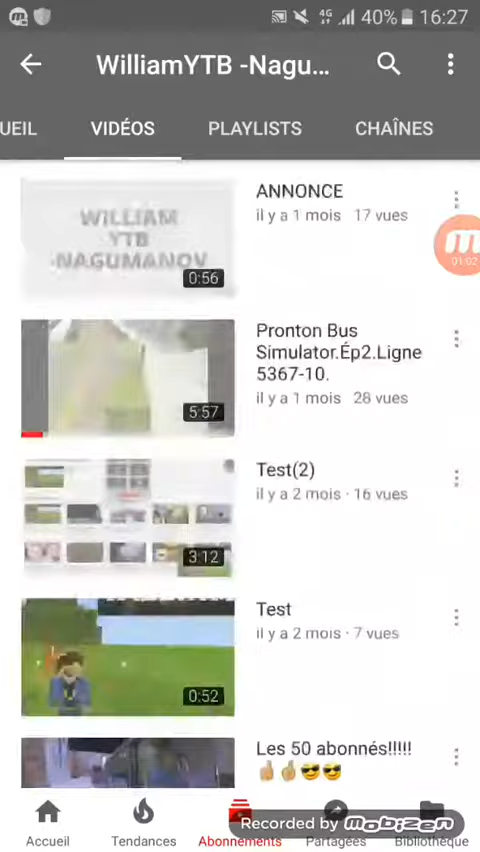 4G 40% 16:27
WilliamYTB -Nagu...
UEIL VIDÉOS PLAYLISTS CHAÎNES
WILLIAM
YTB
-NAGUMANOV
0:56
ANNONCE
il y a 1 mois 17 vues
01:02
Pronton Bus
Simulator.Ép2.Ligne
5367-10.
il y a 1 mois 28 vues
5:57
Test(2)
il y a 2 mois · 16 vues
3:12
Test
il y a 2 mois · 7 vues
0:52
Les 50 abonnés!!!!!
👍🏼👍🏼😎😎
Recorded by mobizen
Accueil Tendances Abonnements Partagées Bibliothèque